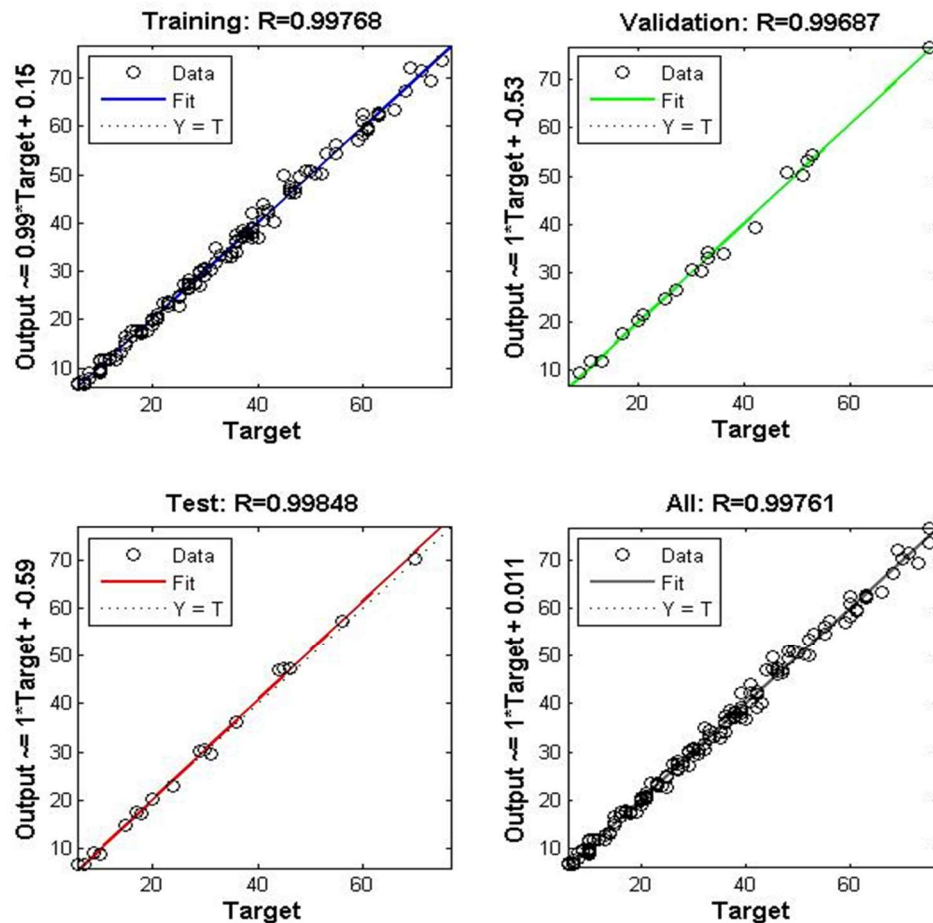 Training: R=0.99768
Output ~= 0.99*Target + 0.15
Data
Fit
Y = T
70
60
50
40
30
20
10
20
40
60
Target
Validation: R=0.99687
Output ~= 1*Target + -0.53
Data
Fit
Y = T
70
60
50
40
30
20
10
20
40
60
Target
Test: R=0.99848
Output ~= 1*Target + -0.59
Data
Fit
Y = T
70
60
50
40
30
20
10
20
40
60
Target
All: R=0.99761
Output ~= 1*Target + 0.011
Data
Fit
Y = T
70
60
50
40
30
20
10
20
40
60
Target